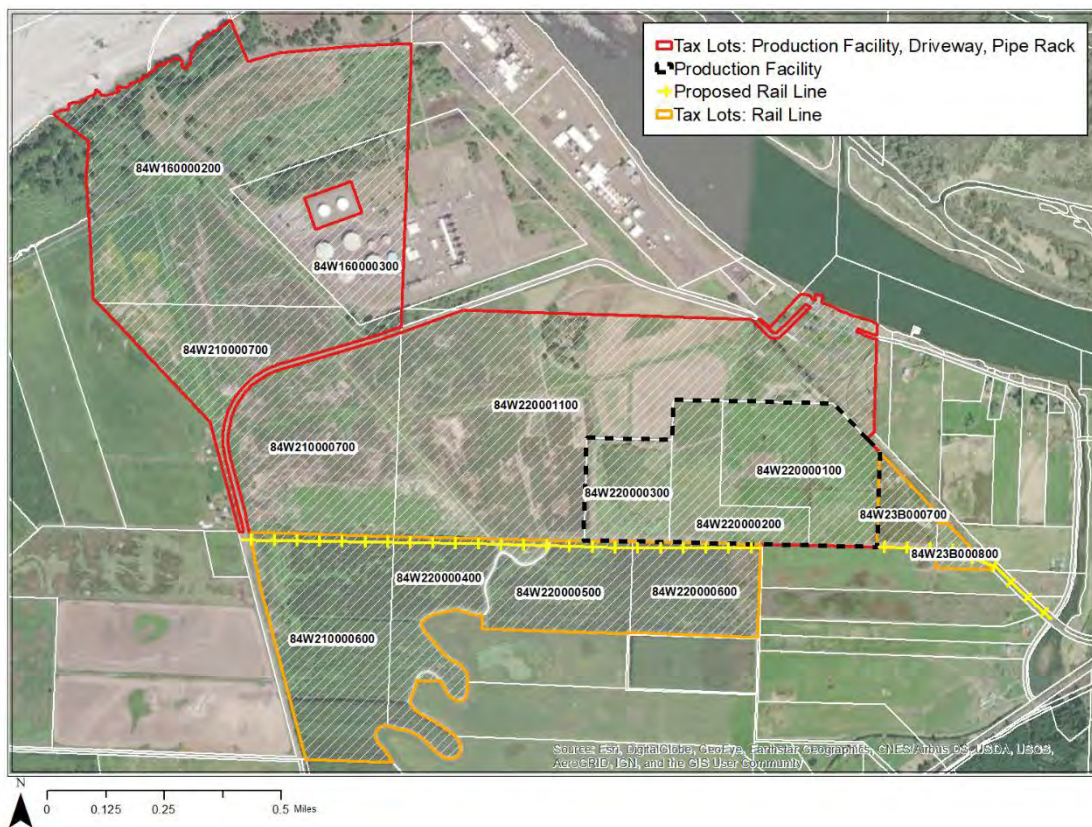 Tax Lots: Production Facility, Driveway, Pipe Rack
Production Facility
Proposed Rail Line
Tax Lots: Rail Line
84W160000200
84W160000300
84W210000700
84W220001100
84W210000700
84W220000100
84W220000300
84W23B000700
84W220000200
84W23B000800
84W220000400
84W220000500
84W220000600
84W210000600
Source: Esri, DigitalGlobe, GeoEye, Earthstar Geographics, CNES/Airbus DS, USDA, USGS,
AeroGRID, IGN, and the GIS User Community
N
0 0.125 0.25 0.5 Miles